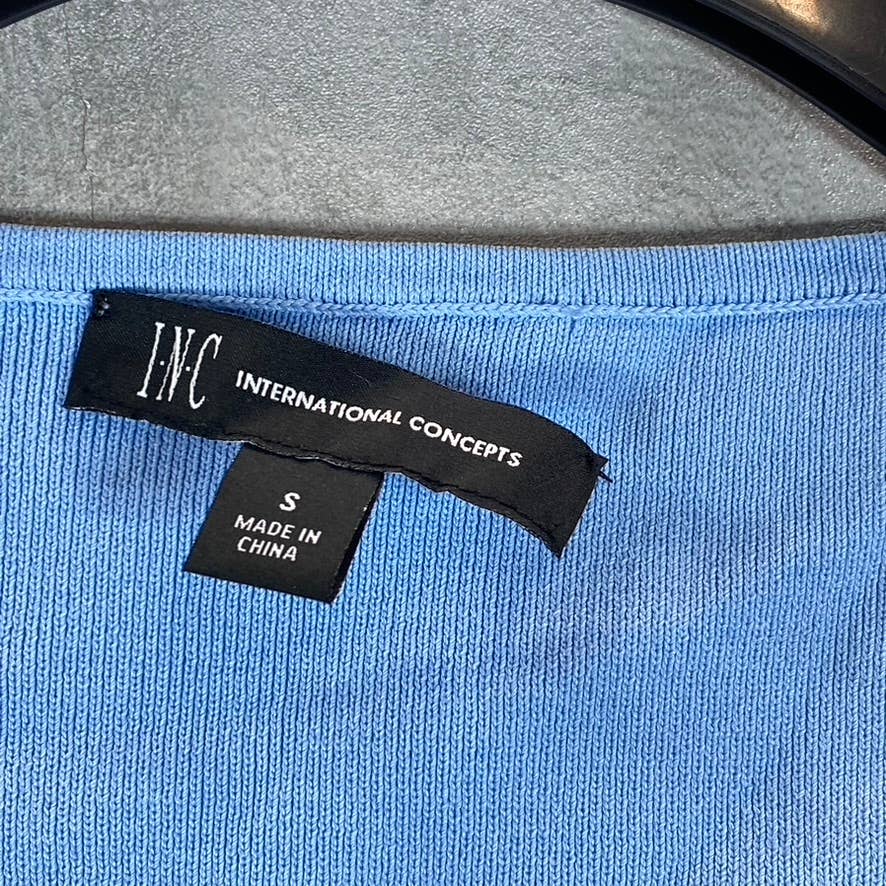 I·N·C INTERNATIONAL CONCEPTS
S
MADE IN
CHINA